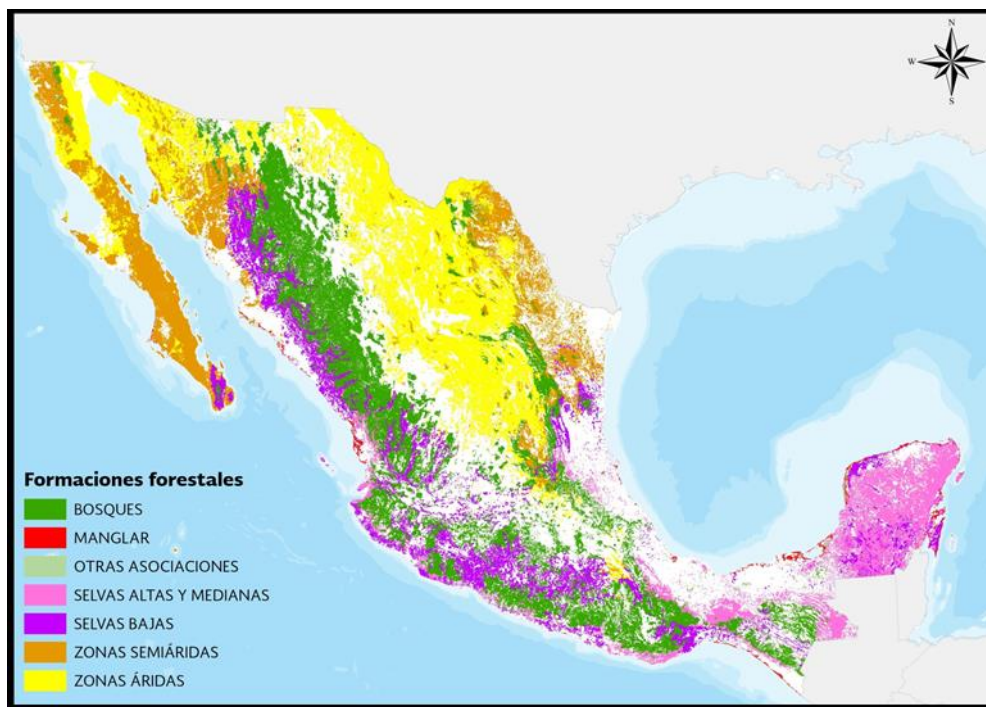 N
W
S
Formaciones forestales
BOSQUES
MANGLAR
OTRAS ASOCIACIONES
SELVAS ALTAS Y MEDIANAS
SELVAS BAJAS
ZONAS SEMIÁRIDAS
ZONAS ÁRIDAS